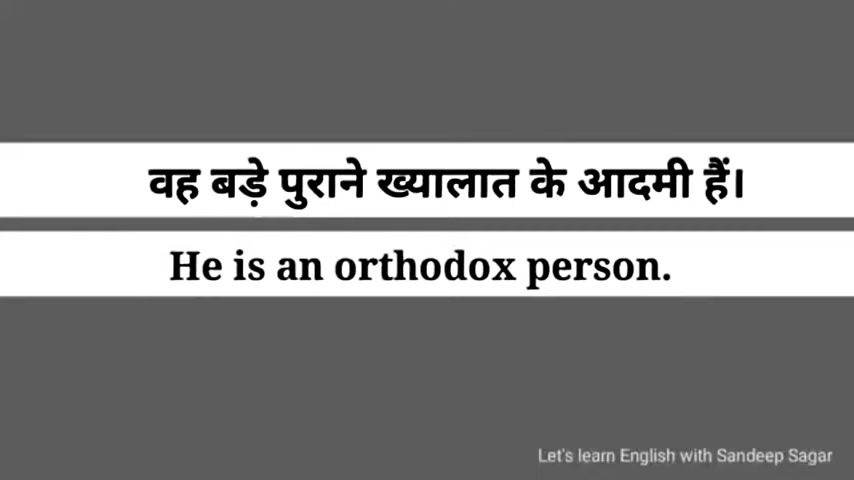 वह बड़े पुराने ख्यालात के आदमी हैं।
He is an orthodox person.
Let's learn English with Sandeep Sagar